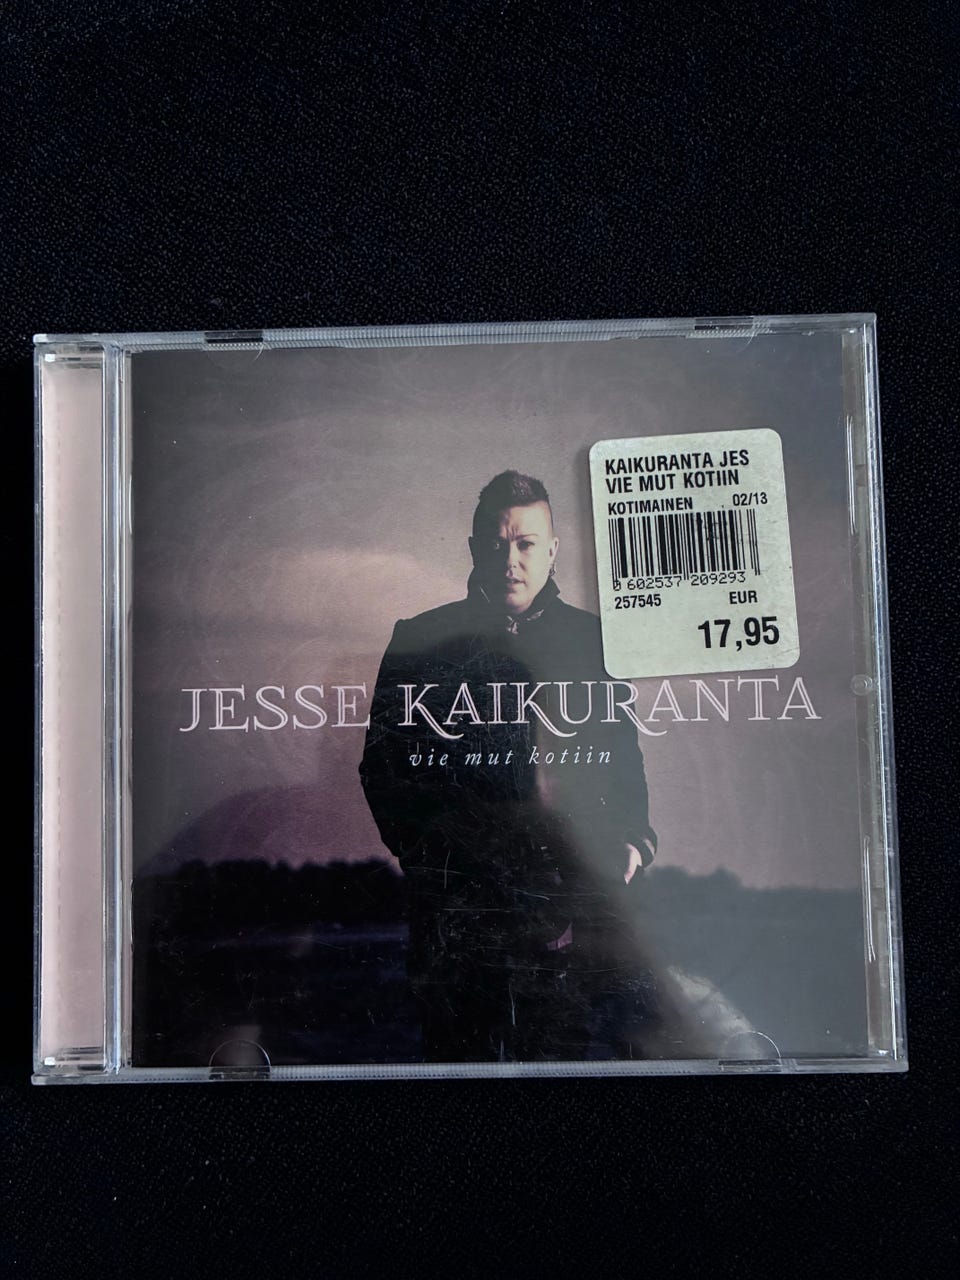 KAIKURANTA JES
VIE MUT KOTIIN
KOTIMAINEN 02/13
0 602537 209293
257545 EUR
17,95
JESSE KAIKURANTA
vie mut kotiin